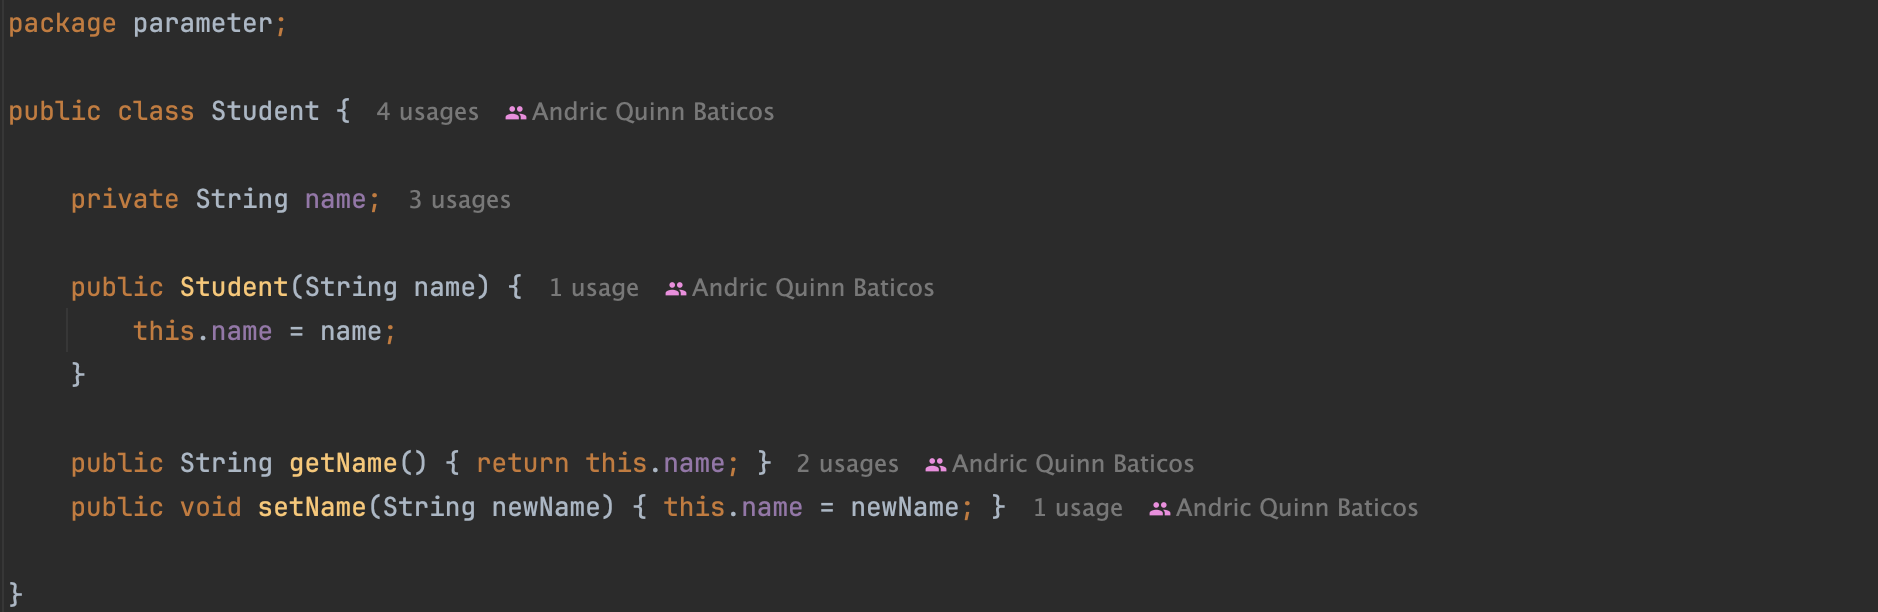 package parameter;
public class Student { 4 usages Andric Quinn Baticos
private String name; 3 usages
public Student(String name) { 1 usage Andric Quinn Baticos
this.name = name;
}
public String getName() { return this.name; } 2 usages Andric Quinn Baticos
public void setName(String newName) { this.name = newName; } 1 usage Andric Quinn Baticos
}